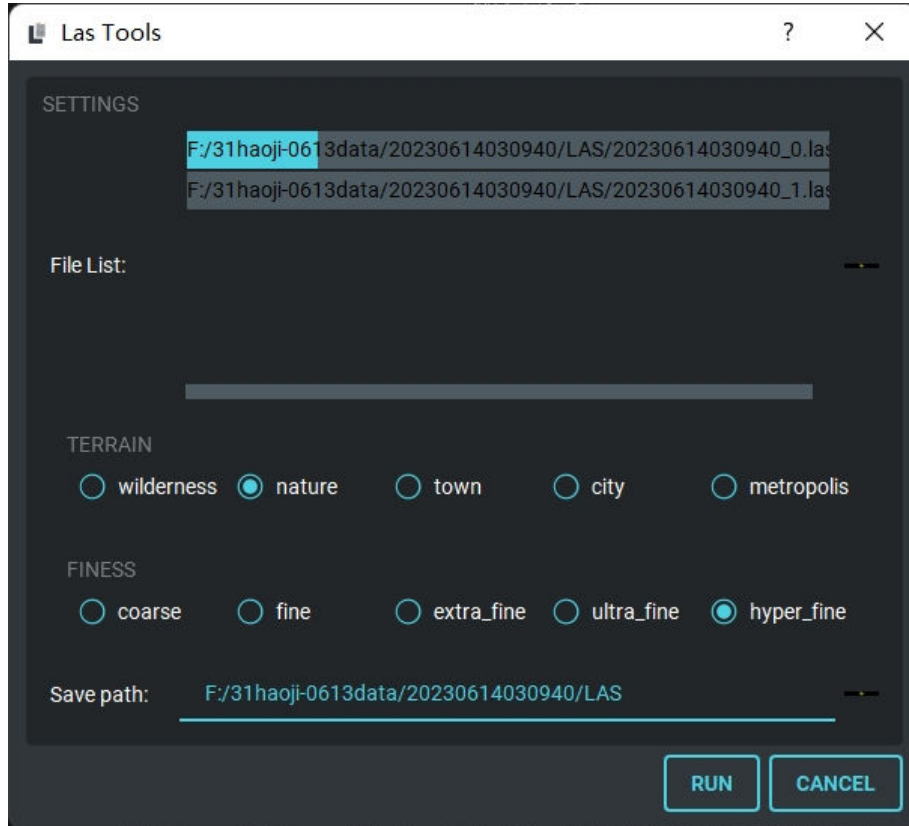 Las Tools ?
SETTINGS
F:/31haoji-0613data/20230614030940/LAS/20230614030940_0.las
F:/31haoji-0613data/20230614030940/LAS/20230614030940_1.las
File List:
TERRAIN
wilderness nature town city metropolis
FINESS
coarse fine extra_fine ultra_fine hyper_fine
Save path: F:/31haoji-0613data/20230614030940/LAS
RUN CANCEL